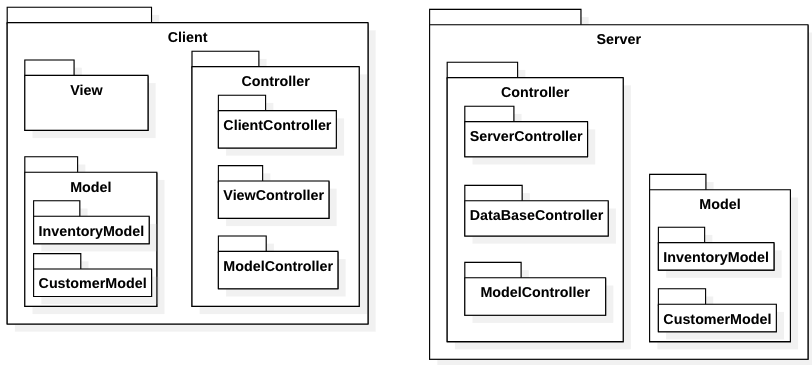 Client
View
Model
InventoryModel
CustomerModel
Controller
ClientController
ViewController
ModelController
Server
Controller
ServerController
DataBaseController
ModelController
Model
InventoryModel
CustomerModel